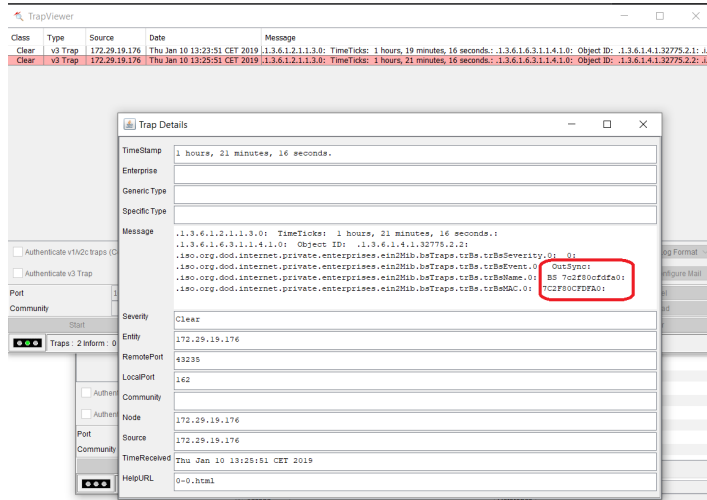 TrapViewer
Class Type Source Date Message
Clear v3 Trap 172.29.19.176 Thu Jan 10 13:23:51 CET 2019 .1.3.6.1.2.1.1.3.0: TimeTicks: 1 hours, 19 minutes, 16 seconds.: .1.3.6.1.6.3.1.1.4.1.0: Object ID: .1.3.6.1.4.1.32775.2.1:
Clear v3 Trap 172.29.19.176 Thu Jan 10 13:25:51 CET 2019 .1.3.6.1.2.1.1.3.0: TimeTicks: 1 hours, 21 minutes, 16 seconds.: .1.3.6.1.6.3.1.1.4.1.0: Object ID: .1.3.6.1.4.1.32775.2.2:
Trap Details
TimeStamp 1 hours, 21 minutes, 16 seconds.
Enterprise
Generic Type
Specific Type
Message .1.3.6.1.2.1.1.3.0: TimeTicks: 1 hours, 21 minutes, 16 seconds.:
.1.3.6.1.6.3.1.1.4.1.0: Object ID: .1.3.6.1.4.1.32775.2.2:
.iso.org.dod.internet.private.enterprises.ein2Mib.bsTraps.trBs.trBsSeverity.0: 0:
.iso.org.dod.internet.private.enterprises.ein2Mib.bsTraps.trBs.trBsEvent.0: OutSync:
.iso.org.dod.internet.private.enterprises.ein2Mib.bsTraps.trBs.trBsName.0: BS 7c2f80cfdfa0:
.iso.org.dod.internet.private.enterprises.ein2Mib.bsTraps.trBs.trBsMAC.0: 7C2F80CFDFA0:
Severity Clear
Entity 172.29.19.176
RemotePort 43235
LocalPort 162
Community
Node 172.29.19.176
Source 172.29.19.176
TimeReceived Thu Jan 10 13:25:51 CET 2019
HelpURL 0-0.html
Authenticate v1/v2c traps (C
og Format
Authenticate v3 Trap
nfigure Mail
Port 1
Community
Start
Traps : 2 Inform : 0
Authen
Authen
Port
Community